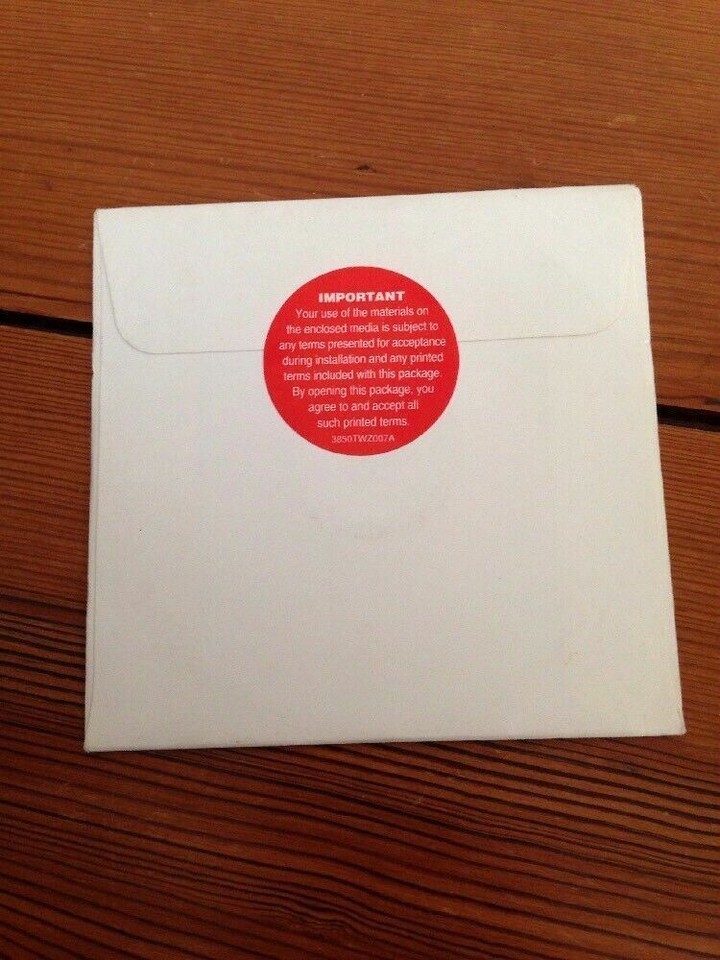 IMPORTANT
Your use of the materials on
the enclosed media is subject to
any terms presented for acceptance
during installation and any printed
terms included with this package.
By opening this package, you
agree to and accept all
such printed terms.
3850TWZ007A